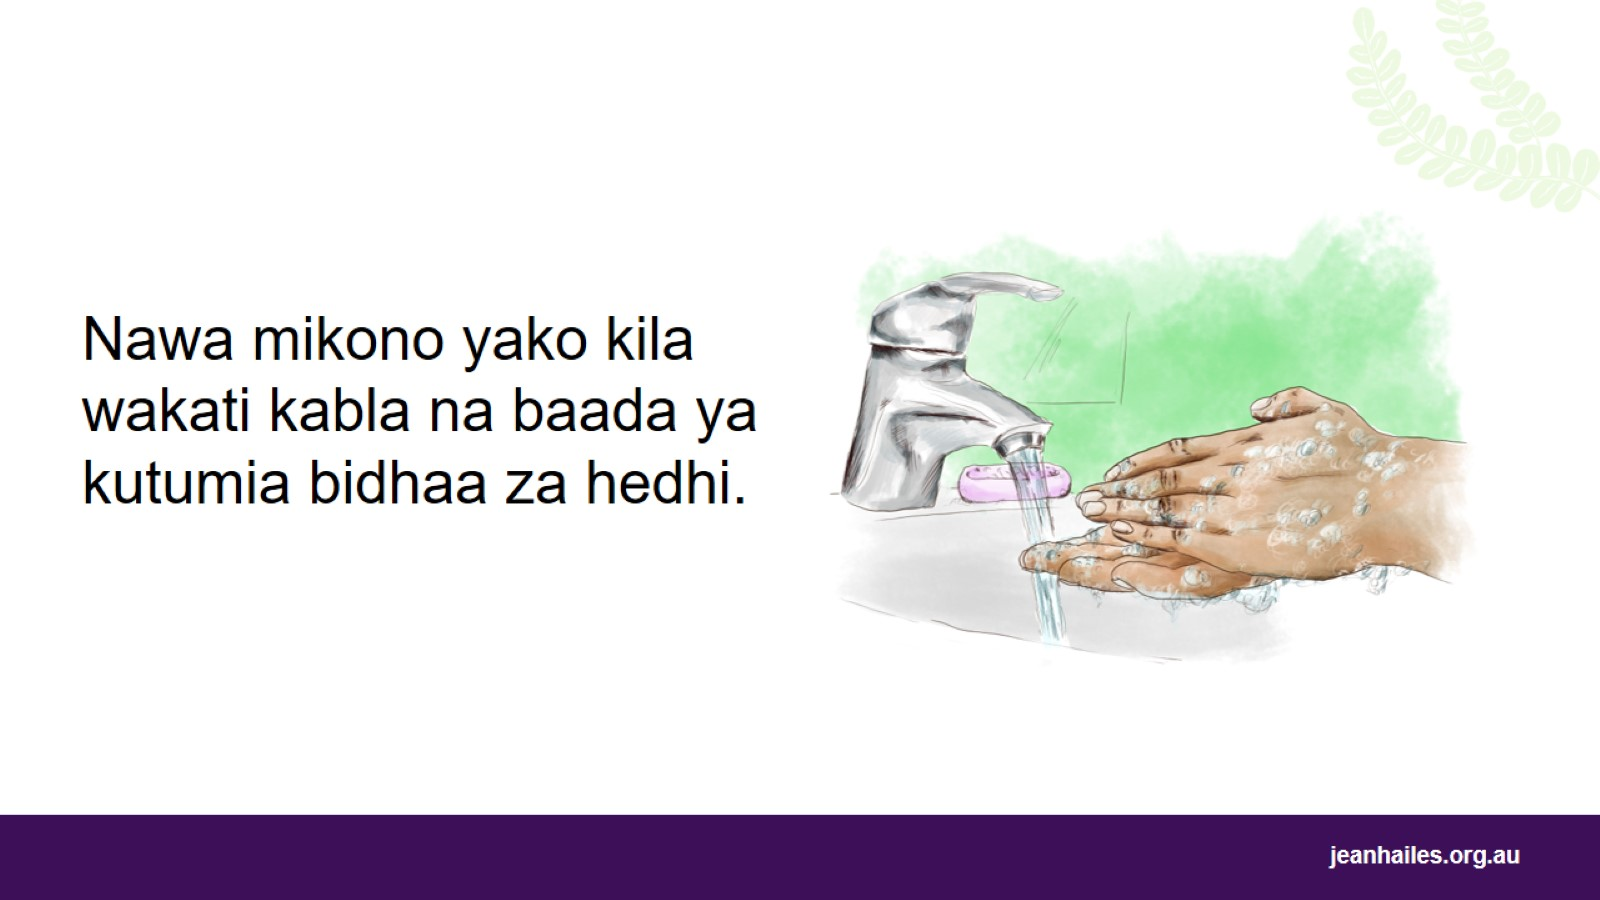 Nawa mikono yako kila
wakati kabla na baada ya
kutumia bidhaa za hedhi.
jeanhailes.org.au